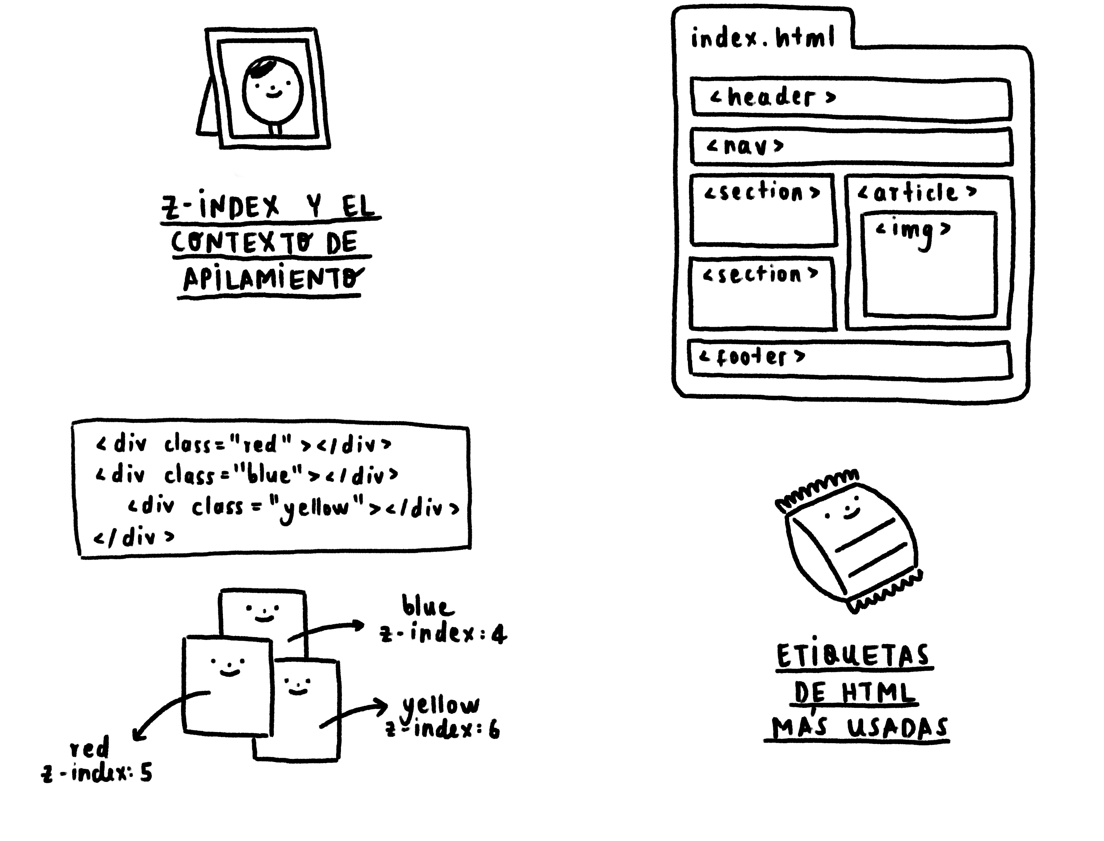 Z-INDEX Y EL
CONTEXTO DE
APILAMIENTO
<div class="red"></div>
<div class="blue"></div>
<div class="yellow"></div>
</div>
blue
z-index:4
yellow
z-index:6
red
z-index:5
index.html
<header>
<nav>
<section>
<article>
<img>
<section>
<footer>
ETIQUETAS
DE HTML
MÁS USADAS